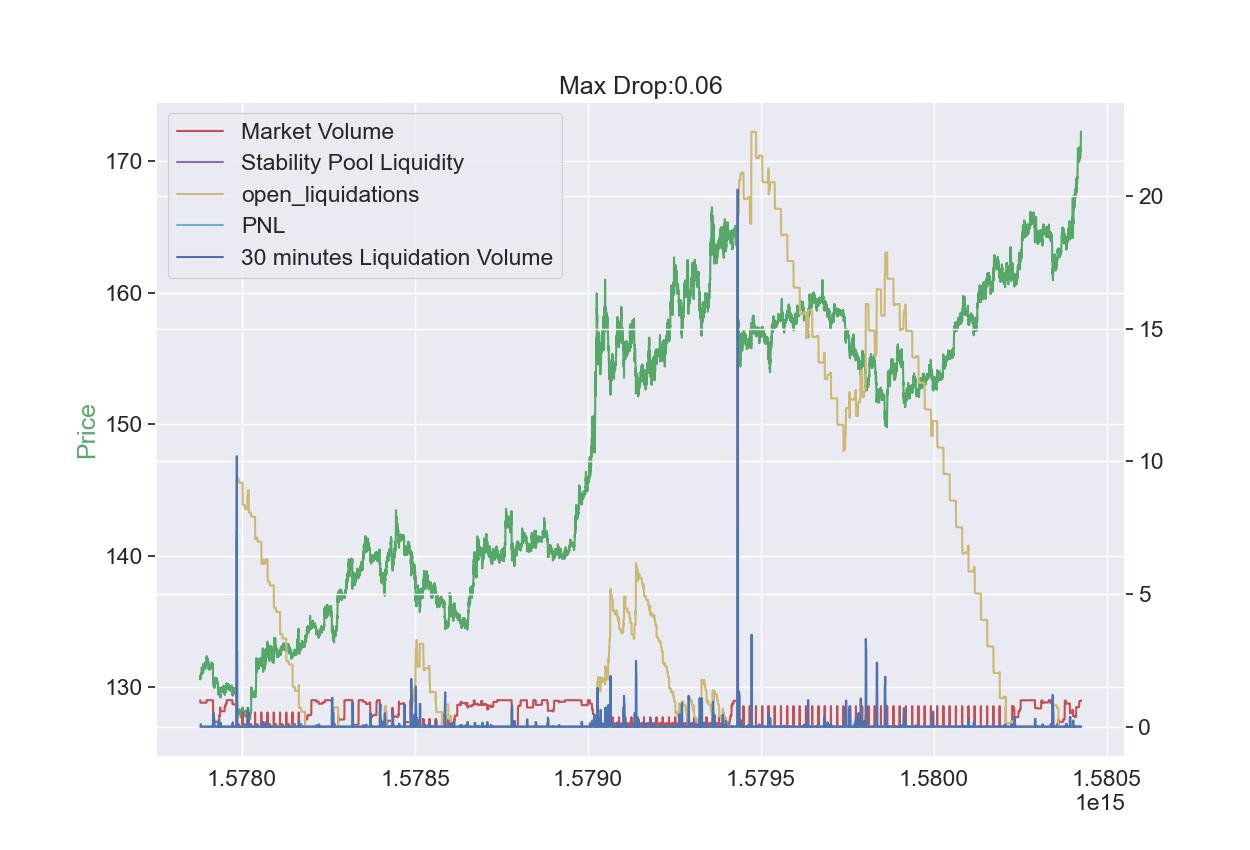 Max Drop:0.06
Market Volume
Stability Pool Liquidity
open_liquidations
PNL
30 minutes Liquidation Volume
Price
170
160
150
140
130
20
15
10
5
0
1.5780 1.5785 1.5790 1.5795 1.5800 1.5805
1e15